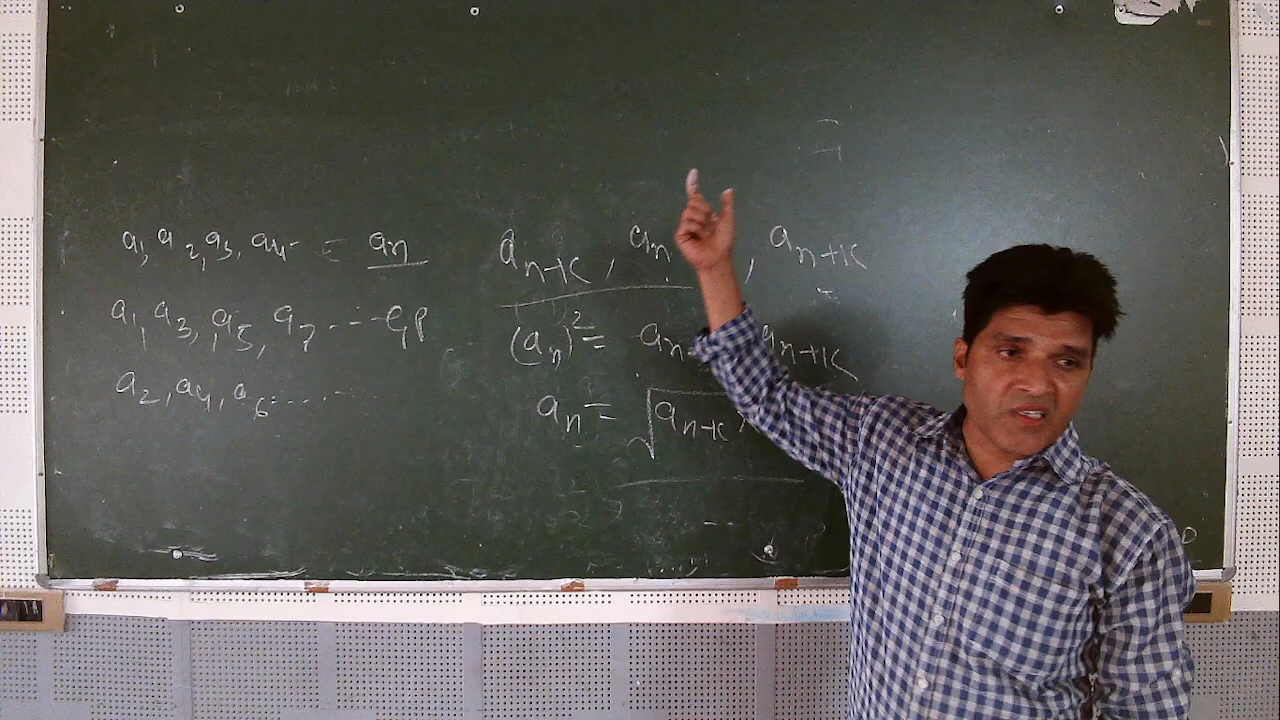 a1, a2, a3, a4 - - an
a1, a3, a5, a7 . - - GP
a2, a4, a6 . . . . . .
an-k, an , an+k
(an)² = an an+k
an = √an-k